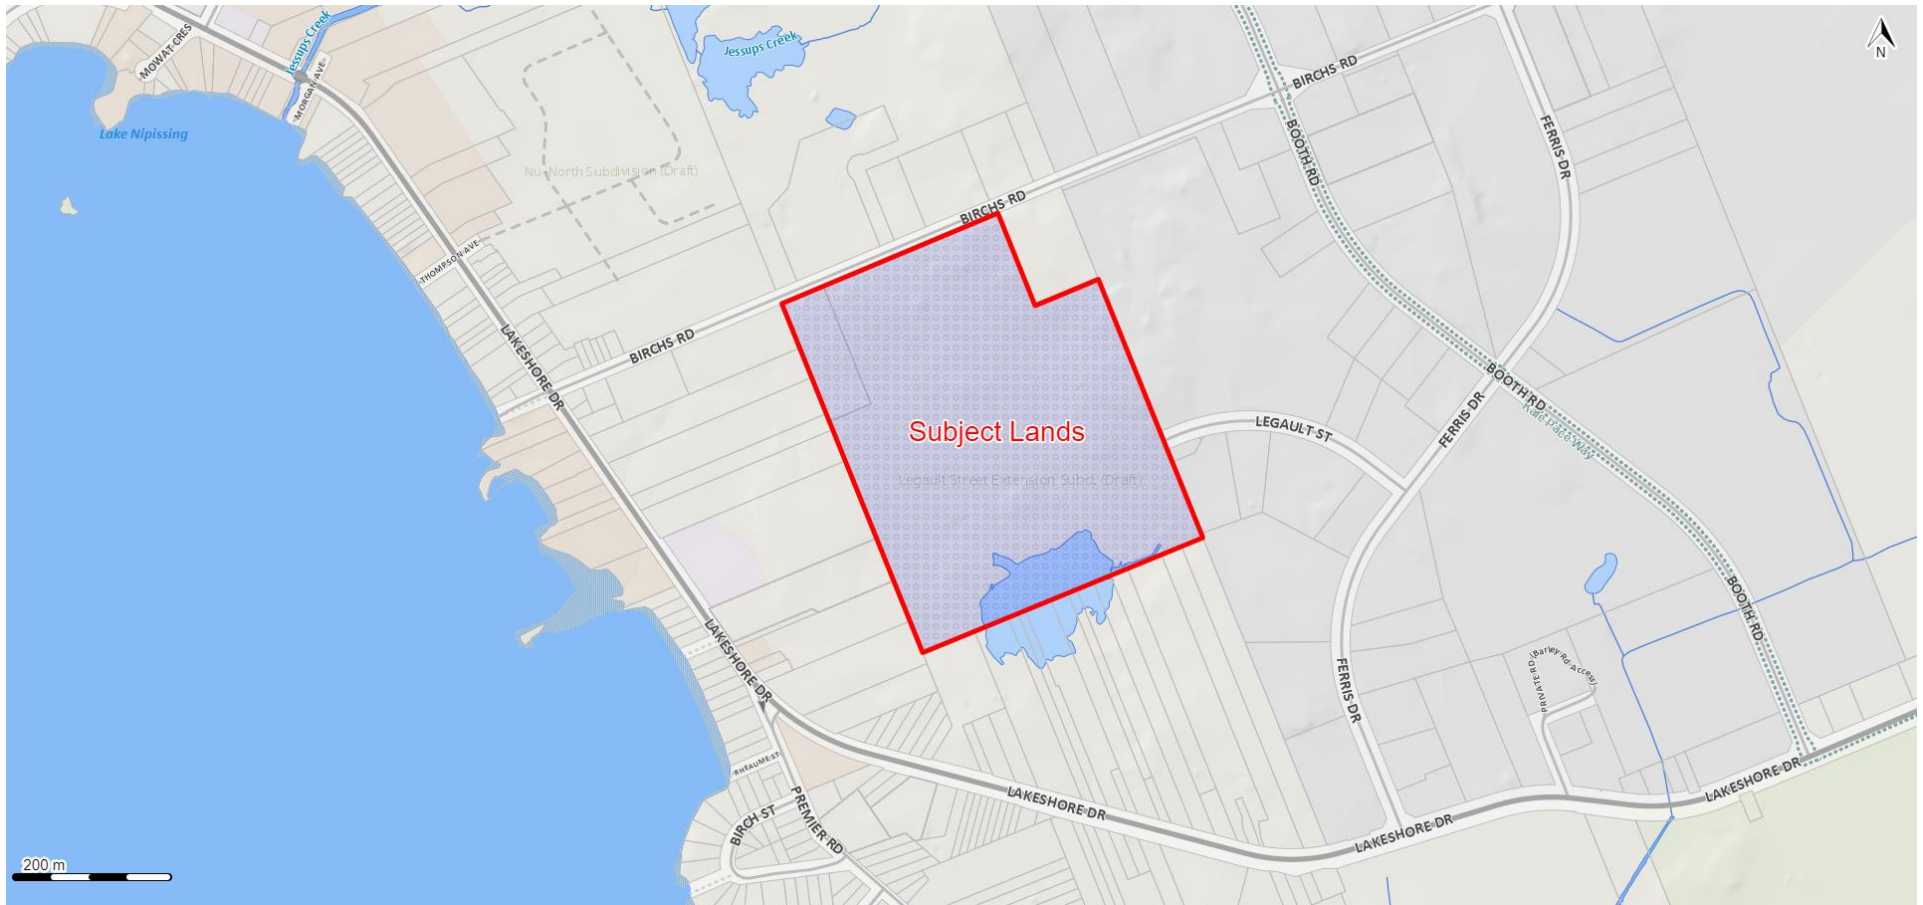 Jessups Creek
MOWAT CRES
Jessups Creek
N
MORGAN AVE
BIRCHS RD
Lake Nipissing
BOOTH RD
FERRIS DR
Nu-North Subdivision (Draft)
BIRCHS RD
THOMPSON AVE
LAKESHORE DR
BIRCHS RD
BOOTH RD
Kate Pace Way
FERRIS DR
LEGAULT ST
Subject Lands
Legault Street Extension Subd. (Draft)
BOOTH RD
LAKESHORE DR
FERRIS DR
PRIVATE RD (Barley Rd Access)
RHEAUME ST
PREMIER RD
BIRCH ST
LAKESHORE DR
LAKESHORE DR
LAKESHORE DR
200 m